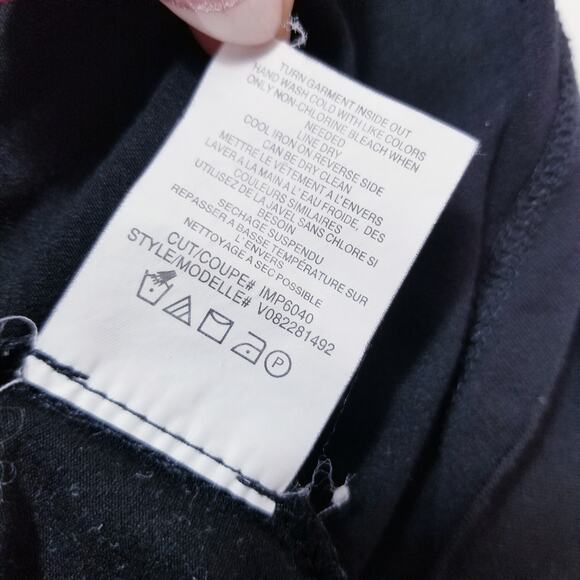 TURN GARMENT INSIDE OUT
HAND WASH COLD WITH LIKE COLORS
ONLY NON-CHLORINE BLEACH WHEN
NEEDED
LINE DRY
COOL IRON ON REVERSE SIDE
CAN BE DRY CLEAN
METTRE LE VÉTEMENT A L'ENVERS
LAVER A LA MAIN A L'EAU FROIDE, DES
COULEURS SIMILAIRES
UTILISEZ DE LA JAVEL SANS CHLORE SI
BESOIN
SECHAGE SUSPENDU
REPASSER A BASSE TEMPÉRATURE SUR
L'ENVERS
NETTOYAGE A SEC POSSIBLE
CUT/COUPE# IMP6040
STYLE/MODELLE# V082281492
P